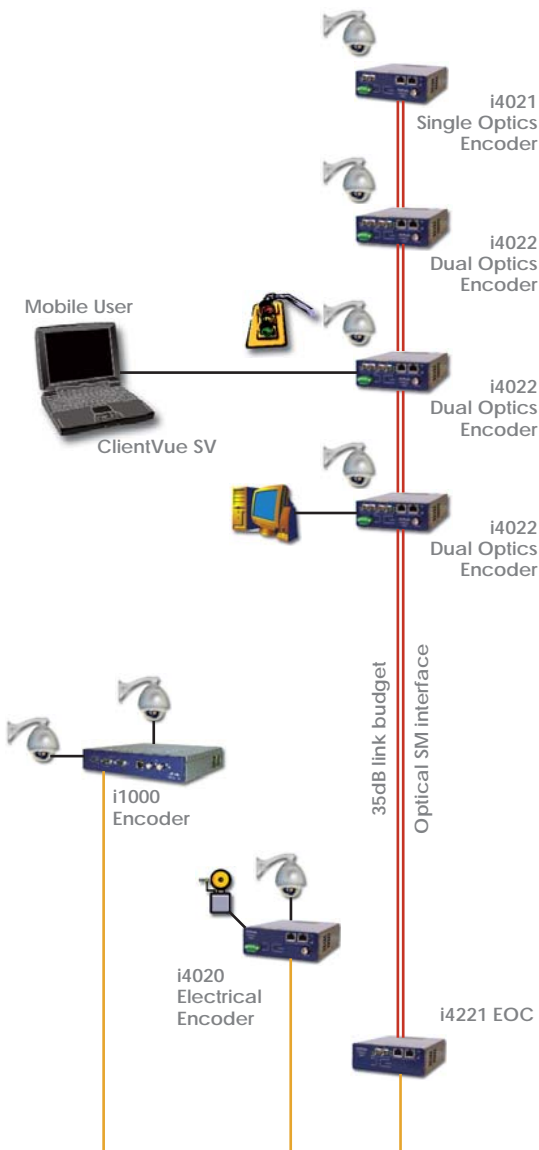 i4021
Single Optics
Encoder
i4022
Dual Optics
Encoder
Mobile User
i4022
Dual Optics
Encoder
ClientVue SV
i4022
Dual Optics
Encoder
35dB link budget
Optical SM interface
i1000
Encoder
i4020
Electrical
Encoder
i4221 EOC